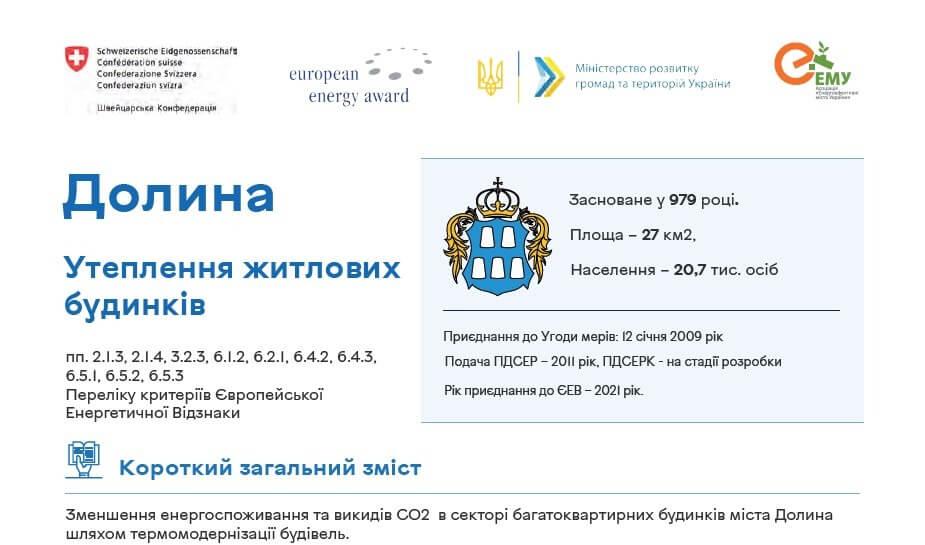 Schweizerische Eidgenossenschaft
Confédération suisse
Confederazione Svizzera
Confederaziun svizra
Швейцарська Конфедерація
european
energy award
Міністерство розвитку
громад та територій України
ЕМУ
Асоціація
«Енергоефективні
міста України»
Долина
Утеплення житлових
будинків
пп. 2.1.3, 2.1.4, 3.2.3, 6.1.2, 6.2.1, 6.4.2, 6.4.3,
6.5.1, 6.5.2, 6.5.3
Переліку критеріїв Європейської
Енергетичної Відзнаки
Засноване у 979 році.
Площа – 27 км2,
Населення – 20,7 тис. осіб
Приєднання до Угоди мерів: 12 січня 2009 рік
Подача ПДСЕР – 2011 рік, ПДСЕРК - на стадії розробки
Рік приєднання до ЄЕВ – 2021 рік.
Короткий загальний зміст
Зменшення енергоспоживання та викидів СО2 в секторі багатоквартирних будинків міста Долина
шляхом термомодернізації будівель.